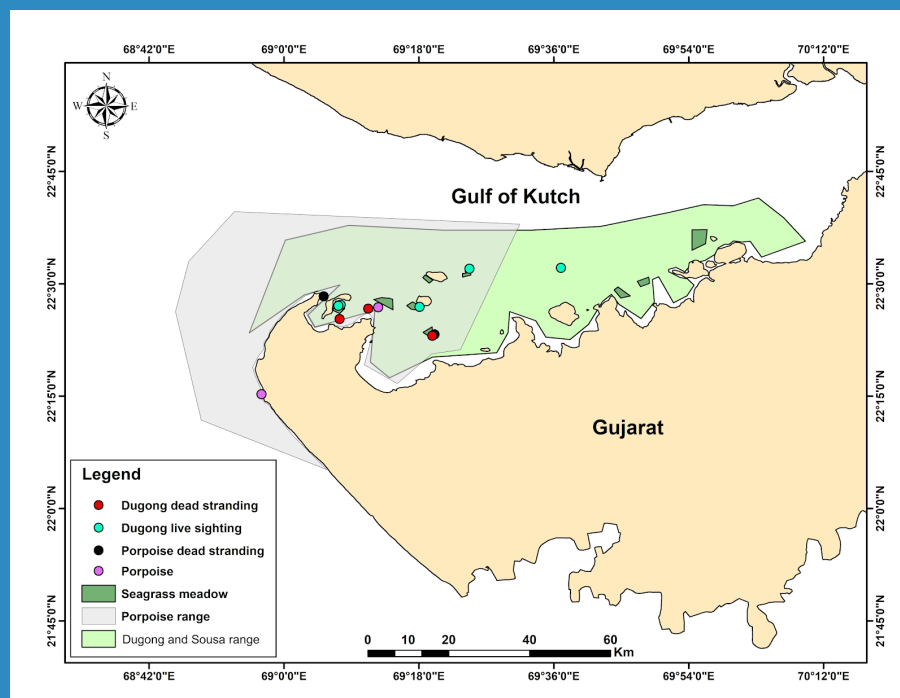 68°42'0"E 69°0'0"E 69°18'0"E 69°36'0"E 69°54'0"E 70°12'0"E
N
W E
S
22°45'0"N 22°45'0"N
Gulf of Kutch
22°30'0"N 22°30'0"N
22°15'0"N 22°15'0"N
Gujarat
Legend
Dugong dead stranding
Dugong live sighting
Porpoise dead stranding
Porpoise
Seagrass meadow
Porpoise range
Dugong and Sousa range
22°0'0"N 22°0'0"N
21°45'0"N 21°45'0"N
0 10 20 40 60
Km
68°42'0"E 69°0'0"E 69°18'0"E 69°36'0"E 69°54'0"E 70°12'0"E